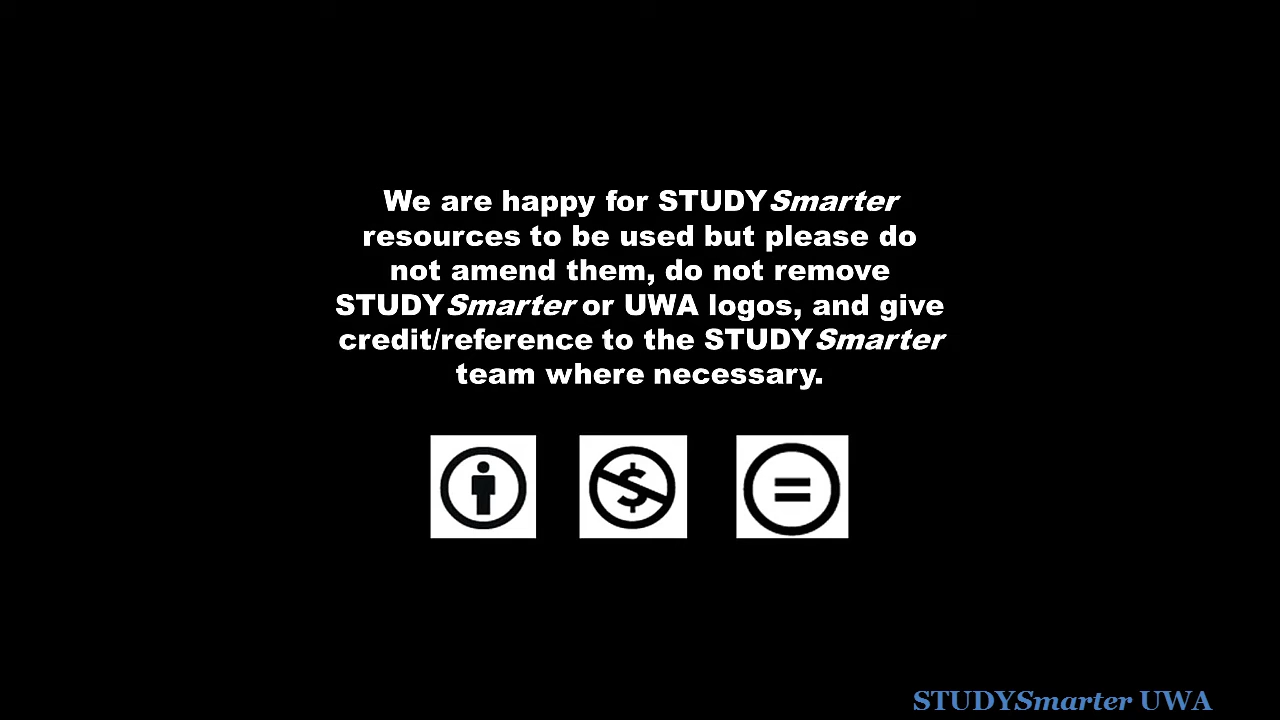 We are happy for STUDYSmarter
resources to be used but please do
not amend them, do not remove
STUDYSmarter or UWA logos, and give
credit/reference to the STUDYSmarter
team where necessary.
STUDYSmarter UWA